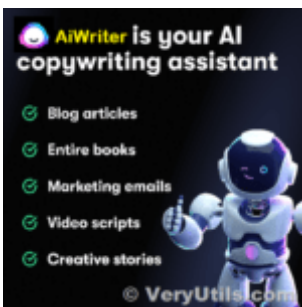 AiWriter is your AI
copywriting assistant
Blog articles
Entire books
Marketing emails
Video scripts
Creative stories
© VeryUtils.com